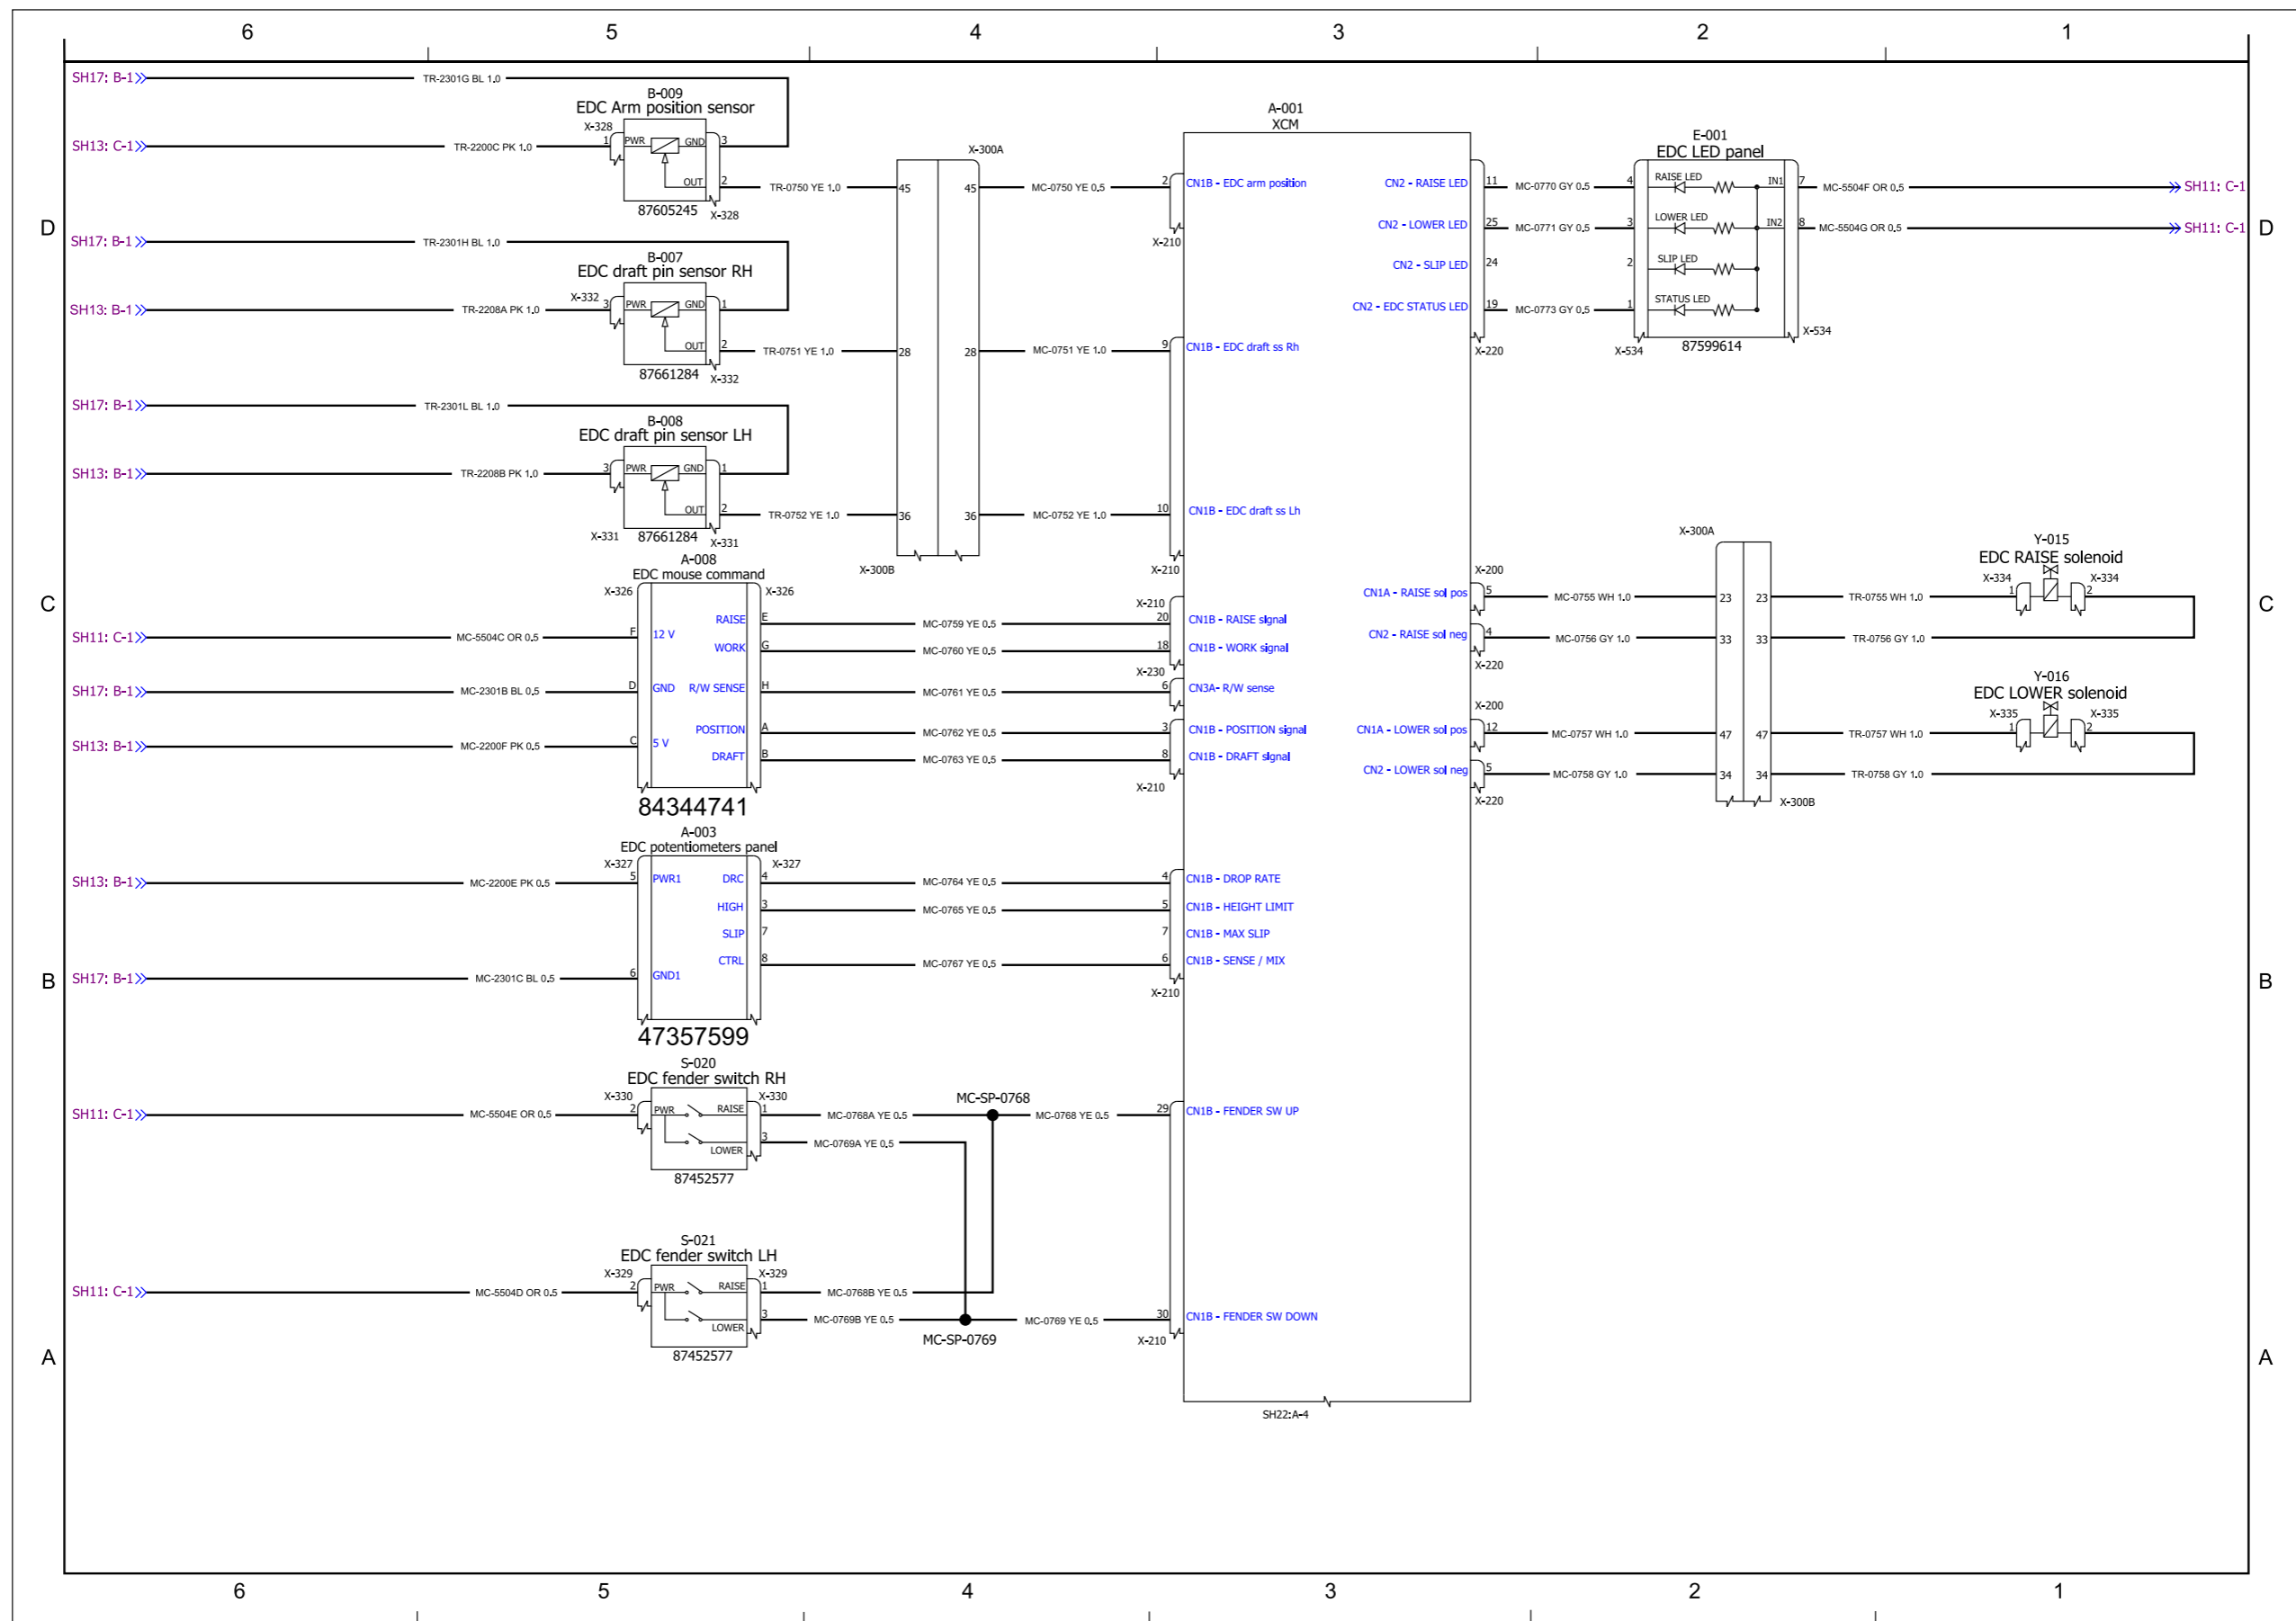 6 5 4 3 2 1
SH17: B-1
TR-2301G BL 1.0
B-009
EDC Arm position sensor
X-328
SH13: C-1
TR-2200C PK 1.0
1 PWR GND 3
OUT 2
TR-0750 YE 1.0
87605245
X-328
D
SH17: B-1
TR-2301H BL 1.0
B-007
EDC draft pin sensor RH
X-332
SH13: B-1
TR-2208A PK 1.0
3 PWR GND 1
OUT 2
TR-0751 YE 1.0
87661284
X-332
SH17: B-1
TR-2301L BL 1.0
B-008
EDC draft pin sensor LH
SH13: B-1
TR-2208B PK 1.0
3 PWR GND 1
OUT 2
TR-0752 YE 1.0
X-331
87661284
X-331
X-300A
45 45
MC-0750 YE 0.5
28 28
MC-0751 YE 1.0
36 36
MC-0752 YE 1.0
X-300B
A-001
XCM
2 CN1B - EDC arm position
X-210
9 CN1B - EDC draft ss Rh
10 CN1B - EDC draft ss Lh
X-210
CN2 - RAISE LED 11
MC-0770 GY 0.5
CN2 - LOWER LED 25
MC-0771 GY 0.5
CN2 - SLIP LED 24
CN2 - EDC STATUS LED 19
MC-0773 GY 0.5
X-220
E-001
EDC LED panel
4 RAISE LED IN1 7
MC-5504F OR 0.5
SH11: C-1
3 LOWER LED IN2 8
MC-5504G OR 0.5
SH11: C-1
D
2 SLIP LED
1 STATUS LED
X-534
X-534
87599614
C
A-008
EDC mouse command
X-326 X-326
SH11: C-1
MC-5504C OR 0.5
F 12 V
SH17: B-1
MC-2301B BL 0.5
D GND
SH13: B-1
MC-2200F PK 0.5
C 5 V
RAISE E
MC-0759 YE 0.5
WORK G
MC-0760 YE 0.5
R/W SENSE H
MC-0761 YE 0.5
POSITION A
MC-0762 YE 0.5
DRAFT B
MC-0763 YE 0.5
84344741
X-210
20 CN1B - RAISE signal
18 CN1B - WORK signal
X-230
6 CN3A- R/W sense
3 CN1B - POSITION signal
8 CN1B - DRAFT signal
X-210
X-200
CN1A - RAISE sol pos 5
MC-0755 WH 1.0
CN2 - RAISE sol neg 4
MC-0756 GY 1.0
X-220
X-200
CN1A - LOWER sol pos 12
MC-0757 WH 1.0
CN2 - LOWER sol neg 5
MC-0758 GY 1.0
X-220
X-300A
23 23
TR-0755 WH 1.0
33 33
TR-0756 GY 1.0
47 47
TR-0757 WH 1.0
34 34
TR-0758 GY 1.0
X-300B
Y-015
EDC RAISE solenoid
X-334 X-334
1 2
Y-016
EDC LOWER solenoid
X-335 X-335
1 2
C
A-003
EDC potentiometers panel
X-327 X-327
SH13: B-1
MC-2200E PK 0.5
5 PWR1 DRC 4
MC-0764 YE 0.5
4 CN1B - DROP RATE
HIGH 3
MC-0765 YE 0.5
5 CN1B - HEIGHT LIMIT
SLIP 7
7 CN1B - MAX SLIP
CTRL 8
MC-0767 YE 0.5
6 CN1B - SENSE / MIX
B
SH17: B-1
MC-2301C BL 0.5
6 GND1
X-210
B
47357599
S-020
EDC fender switch RH
X-330 X-330
SH11: C-1
MC-5504E OR 0.5
2 PWR RAISE 1
MC-0768A YE 0.5
MC-SP-0768
MC-0768 YE 0.5
29 CN1B - FENDER SW UP
LOWER 3
MC-0769A YE 0.5
87452577
S-021
EDC fender switch LH
X-329 X-329
SH11: C-1
MC-5504D OR 0.5
2 PWR RAISE 1
MC-0768B YE 0.5
LOWER 3
MC-0769B YE 0.5
MC-SP-0769
MC-0769 YE 0.5
30 CN1B - FENDER SW DOWN
X-210
87452577
A A
SH22:A-4
6 5 4 3 2 1